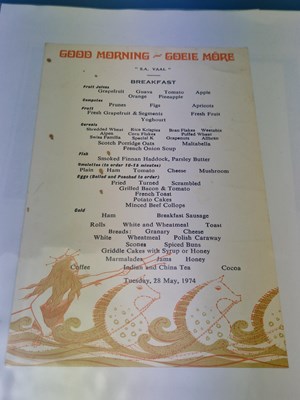 GOOD MORNING ~ GOEIE MÔRE
" S.A. VAAL "
BREAKFAST
Fruit Juices
Grapefruit Guava Tomato Apple
Orange Pineapple
Compotes
Prunes Figs Apricots
Fresh Grapefruit & Segments Fresh Fruit
Yoghourt
Cereals
Shredded Wheat Rice Krispies Bran Flakes Weetabix
Alpen Corn Flakes Puffed Wheat
Swiss Familia Special K. Grapenuts Allbran
Scotch Porridge Oats Maltabella
French Onion Soup
Fish
Smoked Finnan Haddock, Parsley Butter
Omelettes (to order 10-15 minutes)
Plain Ham Tomato Cheese Mushroom
Eggs (Boiled and Poached to order)
Fried Turned Scrambled
Grilled Bacon & Tomato
French Toast
Potato Cakes
Minced Beef Collops
Cold
Ham Breakfast Sausage
Rolls White and Wheatmeal Toast
Breads: Granary Cheese
White Wheatmeal Polish Caraway
Scones Spiced Buns
Griddle Cakes with Syrup or Honey
Marmalades Jams Honey
Coffee Indian and China Tea Cocoa
Tuesday, 28 May, 1974